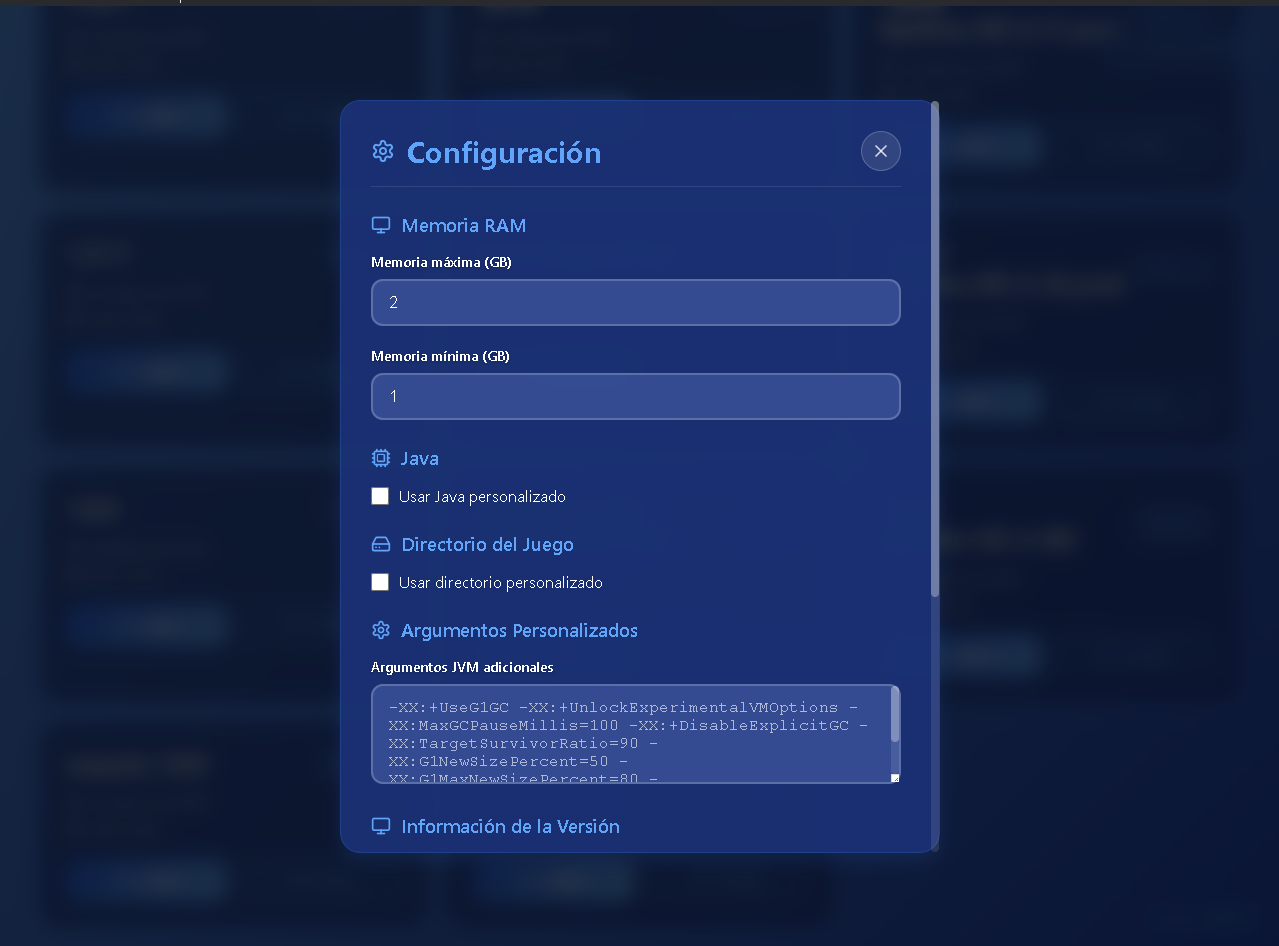 Configuración
Memoria RAM
Memoria máxima (GB)
2
Memoria mínima (GB)
1
Java
Usar Java personalizado
Directorio del Juego
Usar directorio personalizado
Argumentos Personalizados
Argumentos JVM adicionales
-XX:+UseG1GC -XX:+UnlockExperimentalVMOptions -
XX:MaxGCPauseMillis=100 -XX:+DisableExplicitGC -
XX:TargetSurvivorRatio=90 -
XX:G1NewSizePercent=50 -
XX:G1MaxNewSizePercent=80 -
Información de la Versión